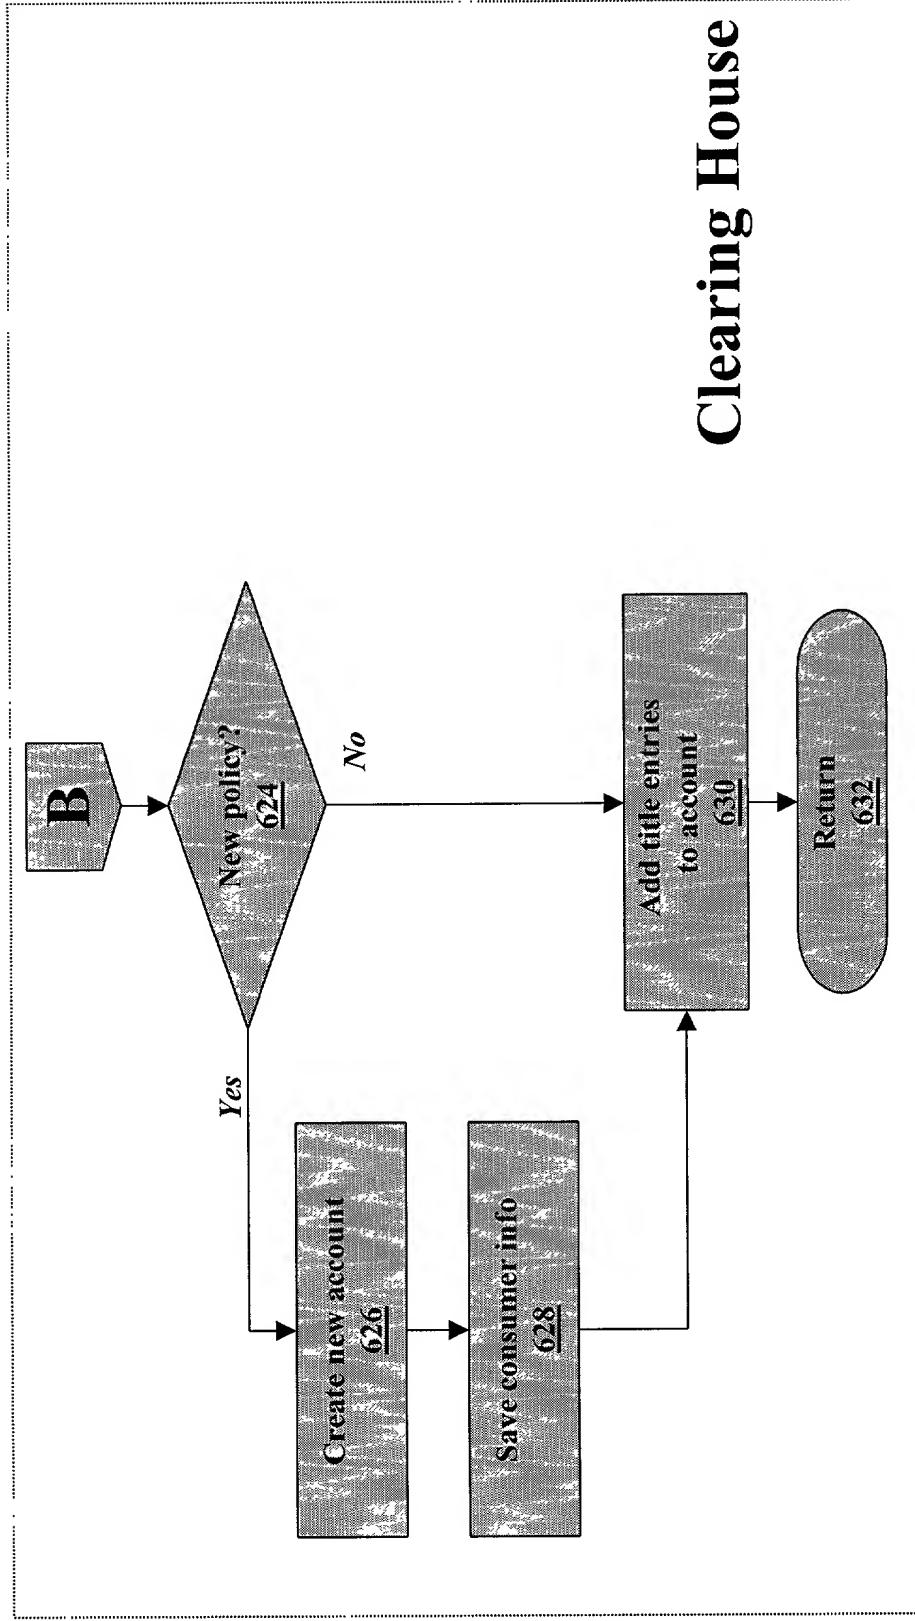 B
New policy?
624
Yes
No
Create new account
626
Save consumer info
628
Add title entries
to account
630
Return
632
Clearing House